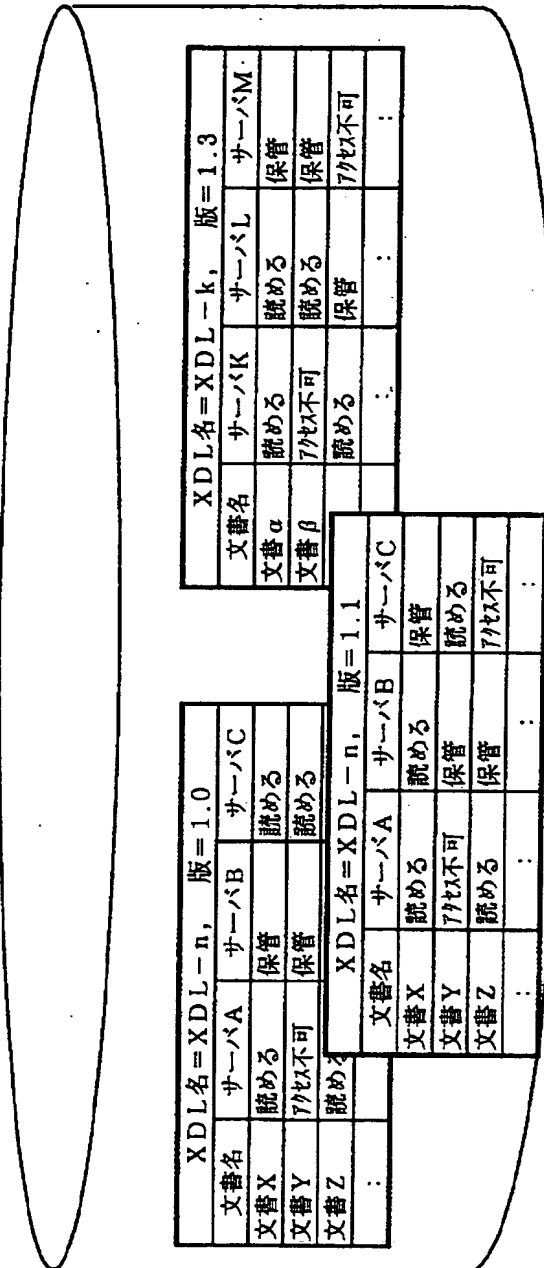 XDL名=XDL-n, 版=1.0
文書名 サーバA サーバB サーバC
文書X 読める 保管 読める
文書Y アクセス不可 保管 読める
文書Z 読め
:
XDL名=XDL-k, 版=1.3
文書名 サーバK サーバL サーバM
文書α 読める 読める 保管
文書β アクセス不可 読める 保管
読める 保管 アクセス不可
: : :
XDL名=XDL-n, 版=1.1
文書名 サーバA サーバB サーバC
文書X 読める 読める 保管
文書Y アクセス不可 保管 読める
文書Z 読める 保管 アクセス不可
: : : :